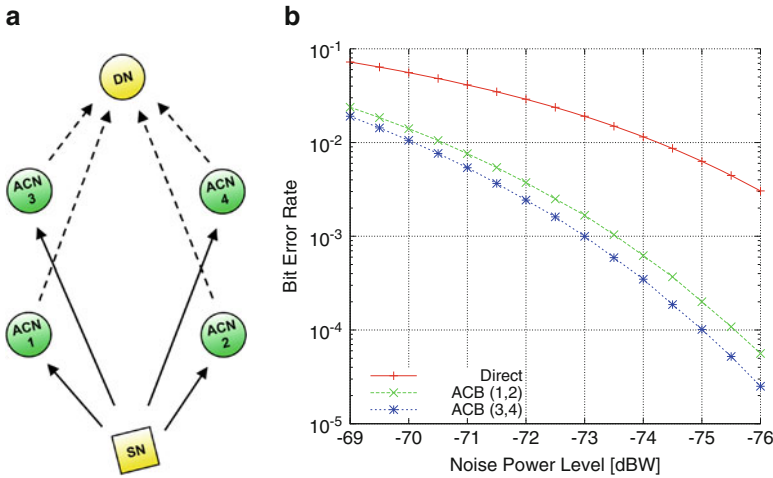 a
DN
ACN
3
ACN
4
ACN
1
ACN
2
SN
b
10-1
10-2
10-3
10-4
10-5
Bit Error Rate
Direct
ACB (1,2)
ACB (3,4)
-69 -70 -71 -72 -73 -74 -75 -76
Noise Power Level [dBW]